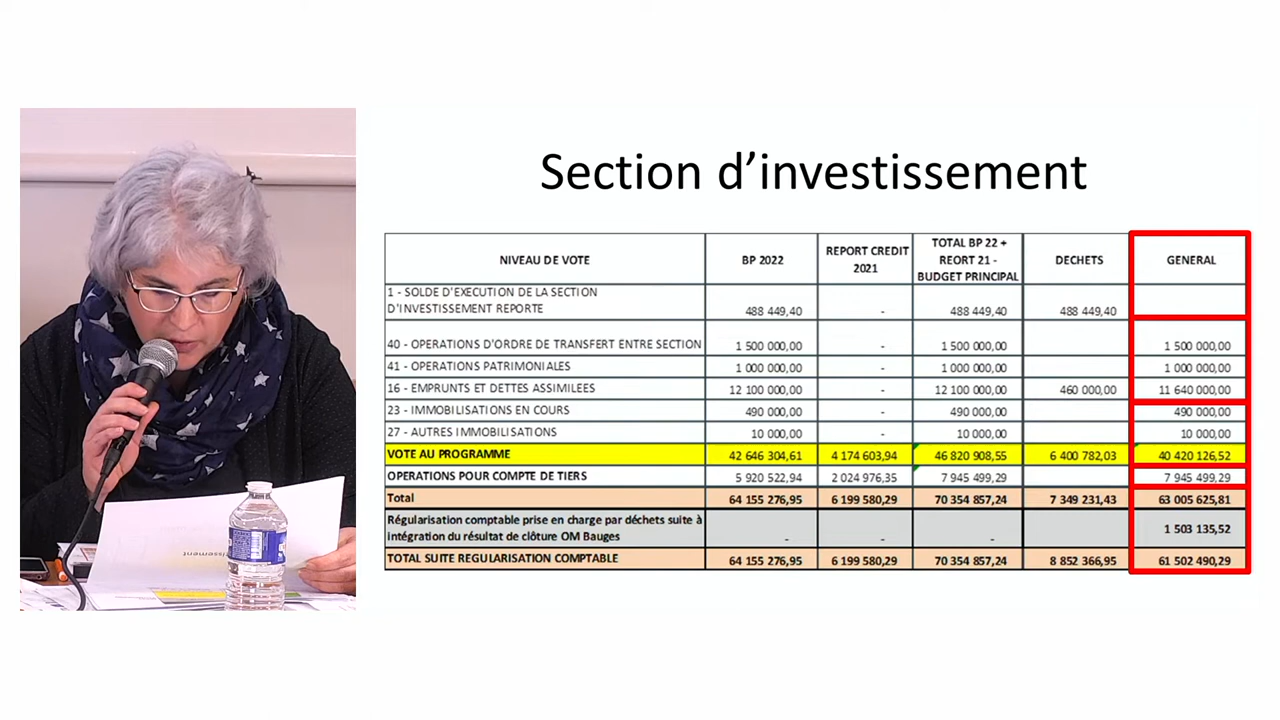 Section d’investissement
NIVEAU DE VOTE BP 2022 REPORT CREDIT 2021 TOTAL BP 22 + REORT 21 - BUDGET PRINCIPAL DECHETS GENERAL
1 - SOLDE D'EXECUTION DE LA SECTION D'INVESTISSEMENT REPORTE 488 449,40 - 488 449,40 488 449,40
40 - OPERATIONS D'ORDRE DE TRANSFERT ENTRE SECTION 1 500 000,00 - 1 500 000,00 1 500 000,00
41 - OPERATIONS PATRIMONIALES 1 000 000,00 - 1 000 000,00 1 000 000,00
16 - EMPRUNTS ET DETTES ASSIMILEES 12 100 000,00 - 12 100 000,00 460 000,00 11 640 000,00
23 - IMMOBILISATIONS EN COURS 490 000,00 - 490 000,00 490 000,00
27 - AUTRES IMMOBILISATIONS 10 000,00 - 10 000,00 10 000,00
VOTE AU PROGRAMME 42 646 304,61 4 174 603,94 46 820 908,55 6 400 782,03 40 420 126,52
OPERATIONS POUR COMPTE DE TIERS 5 920 522,94 2 024 976,35 7 945 499,29 7 945 499,29
Total 64 155 276,95 6 199 580,29 70 354 857,24 7 349 231,43 63 005 625,81
Régularisation comptable prise en charge par déchets suite à intégration du résultat de clôture OM Bauges - - - 1 503 135,52
TOTAL SUITE REGULARISATION COMPTABLE 64 155 276,95 6 199 580,29 70 354 857,24 8 852 366,95 61 502 490,29